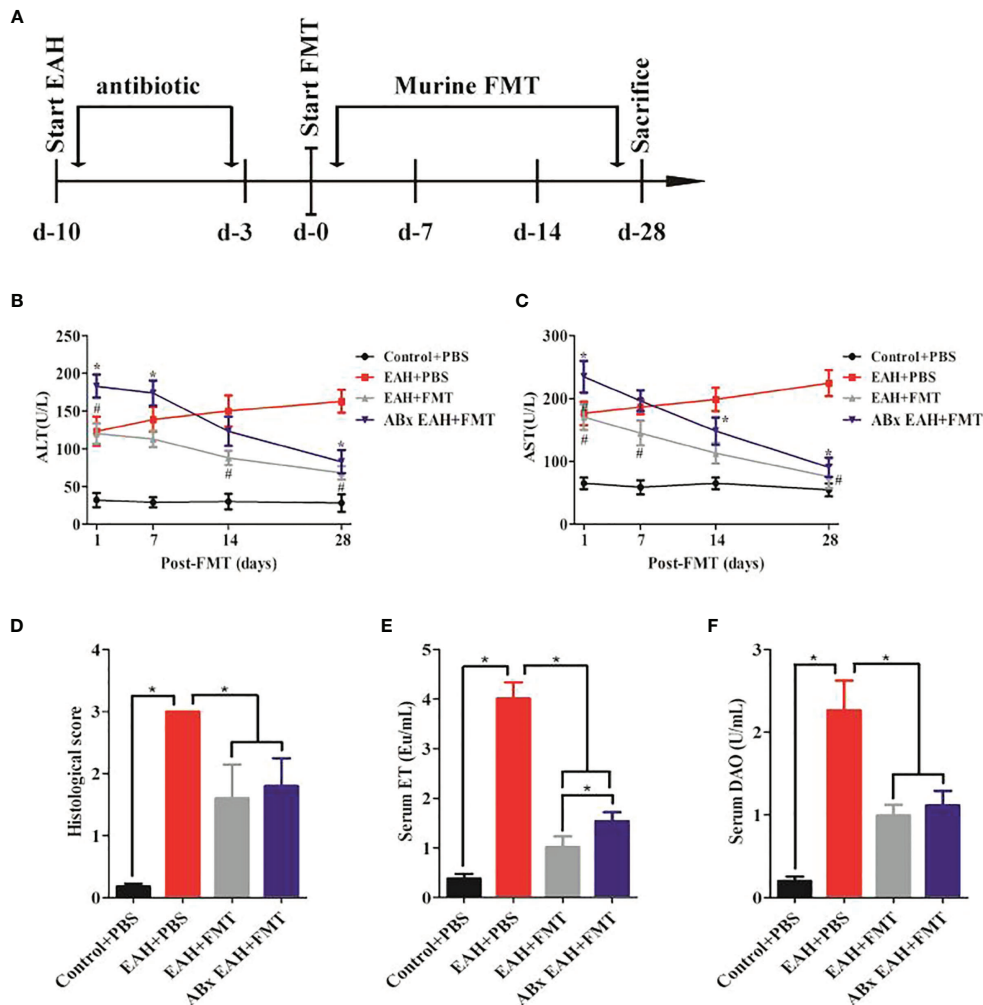 A
Start EAH
antibiotic
Start FMT
Murine FMT
Sacrifice
d-10
d-3
d-0
d-7
d-14
d-28
B
250
200
150
100
50
0
ALT(U/L)
*
#
*
#
*
#
1
7
14
28
Post-FMT (days)
Control+PBS
EAH+PBS
EAH+FMT
ABx EAH+FMT
C
300
200
100
0
AST(U/L)
*
#
#
#
*
*
#
1
7
14
28
Post-FMT (days)
Control+PBS
EAH+PBS
EAH+FMT
ABx EAH+FMT
D
4
3
2
1
0
Histological score
*
*
Control+PBS
EAH+PBS
EAH+FMT
ABx EAH+FMT
E
5
4
3
2
1
0
Serum ET (Eu/mL)
*
*
*
Control+PBS
EAH+PBS
EAH+FMT
ABx EAH+FMT
F
3
2
1
0
Serum DAO (U/mL)
*
*
Control+PBS
EAH+PBS
EAH+FMT
ABx EAH+FMT